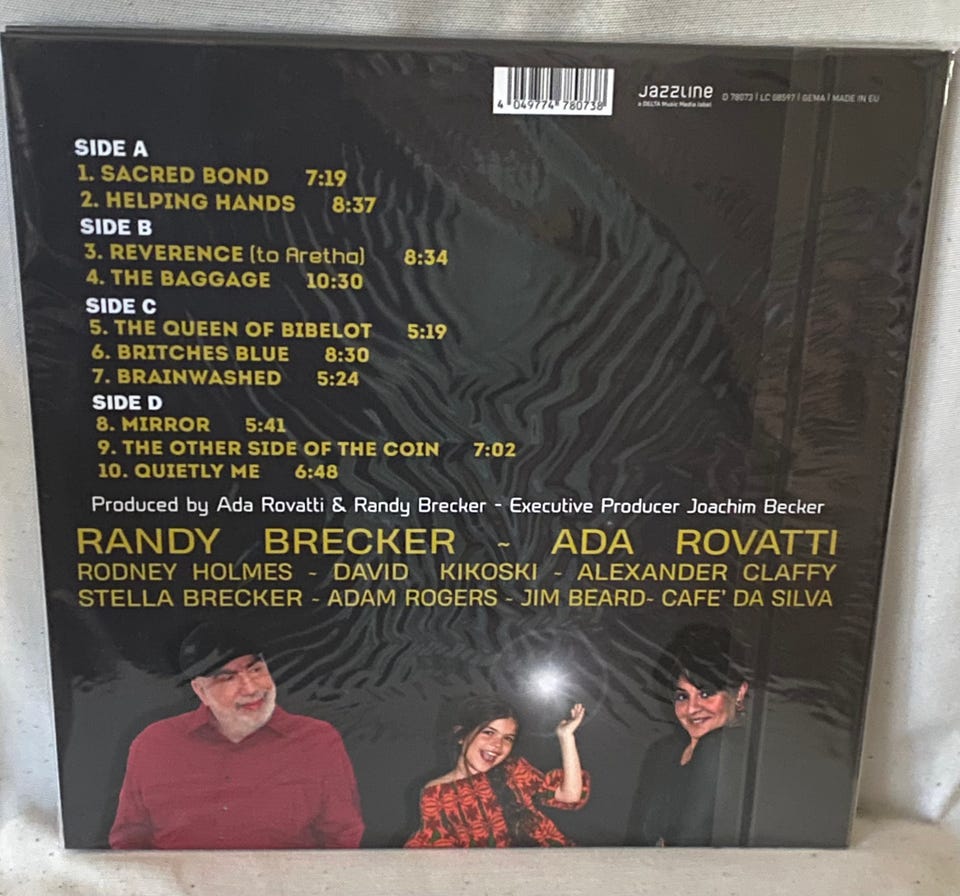 4 049774 780738
jazzline
a DELTA Music Media label
D 78073 | LC 08597 | GEMA | MADE IN EU
SIDE A
1. SACRED BOND 7:19
2. HELPING HANDS 8:37
SIDE B
3. REVERENCE (to Aretha) 8:34
4. THE BAGGAGE 10:30
SIDE C
5. THE QUEEN OF BIBELOT 5:19
6. BRITCHES BLUE 8:30
7. BRAINWASHED 5:24
SIDE D
8. MIRROR 5:41
9. THE OTHER SIDE OF THE COIN 7:02
10. QUIETLY ME 6:48
Produced by Ada Rovatti & Randy Brecker - Executive Producer Joachim Becker
RANDY BRECKER ~ ADA ROVATTI
RODNEY HOLMES ~ DAVID KIKOSKI ~ ALEXANDER CLAFFY
STELLA BRECKER ~ ADAM ROGERS ~ JIM BEARD~ CAFE' DA SILVA